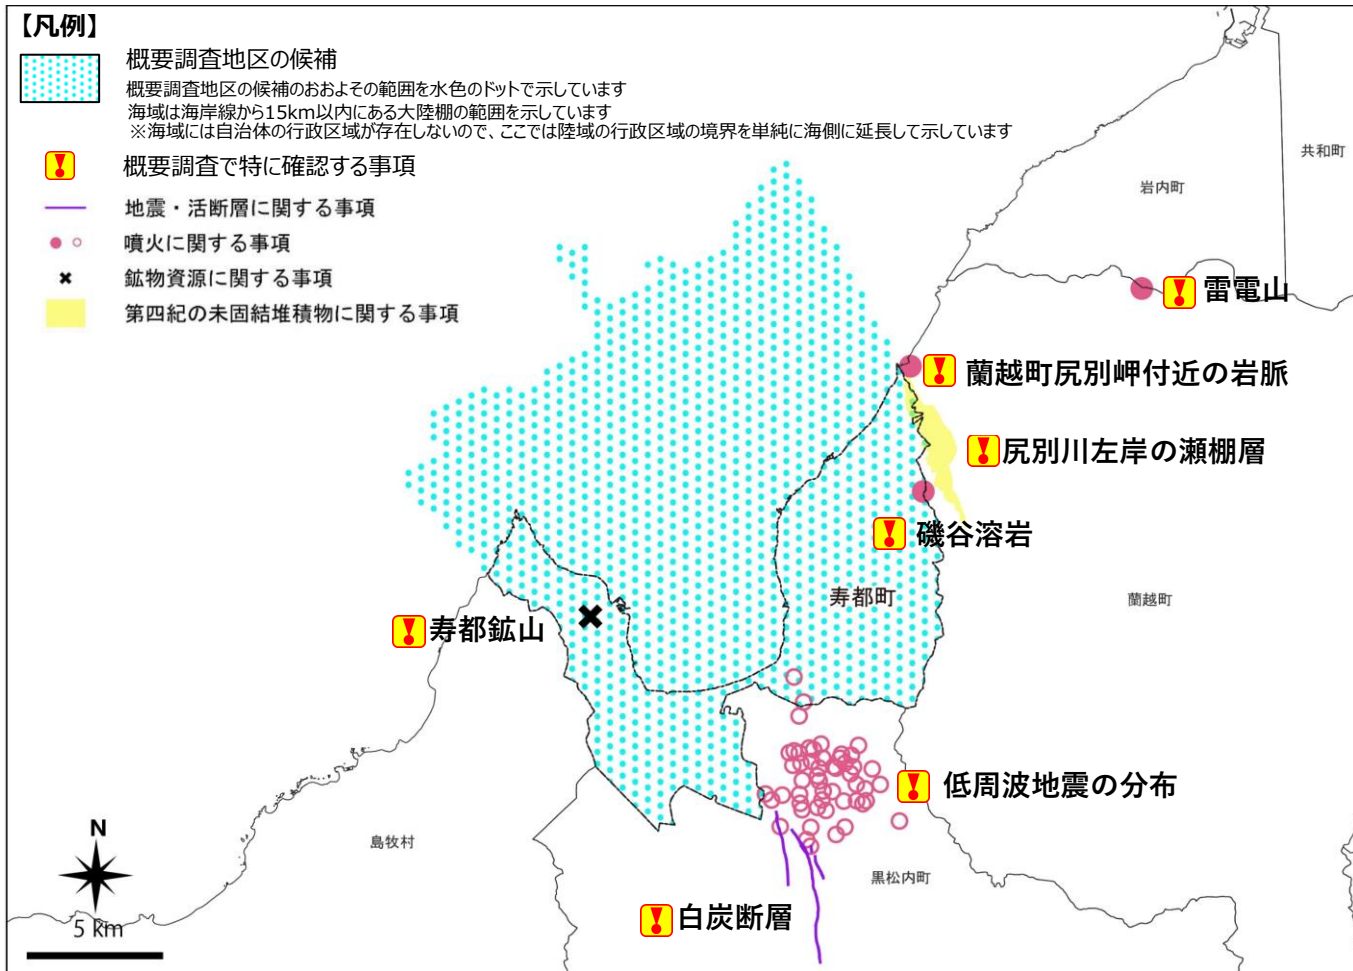 【凡例】
概要調査地区の候補
概要調査地区の候補のおおよその範囲を水色のドットで示しています
海域は海岸線から15km以内にある大陸棚の範囲を示しています
※海域には自治体の行政区域が存在しないので、ここでは陸域の行政区域の境界を単純に海側に延長して示しています
概要調査で特に確認する事項
地震・活断層に関する事項
噴火に関する事項
鉱物資源に関する事項
第四紀の未固結堆積物に関する事項
共和町
岩内町
雷電山
蘭越町尻別岬付近の岩脈
尻別川左岸の瀬棚層
磯谷溶岩
寿都町
蘭越町
寿都鉱山
低周波地震の分布
島牧村
黒松内町
白炭断層
N
5 km